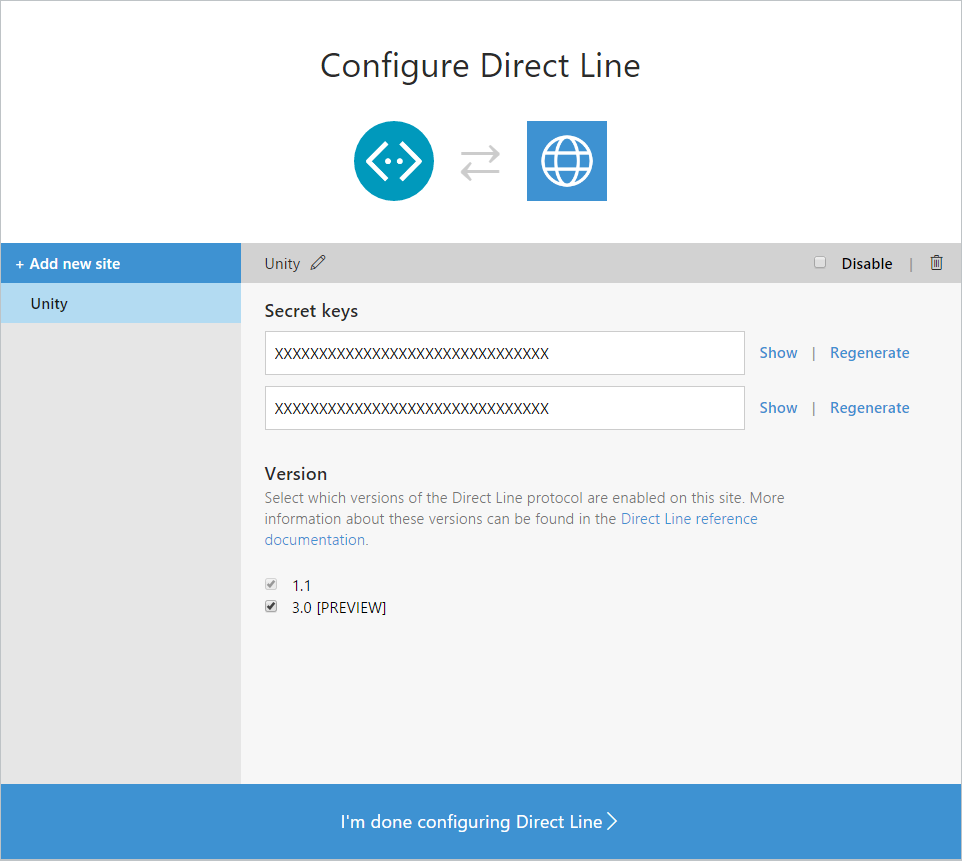 Configure Direct Line
+ Add new site
Unity
Unity
Disable |
Secret keys
XXXXXXXXXXXXXXXXXXXXXXXXXXXXXXX
Show | Regenerate
XXXXXXXXXXXXXXXXXXXXXXXXXXXXXXX
Show | Regenerate
Version
Select which versions of the Direct Line protocol are enabled on this site. More
information about these versions can be found in the Direct Line reference
documentation.
1.1
3.0 [PREVIEW]
I'm done configuring Direct Line